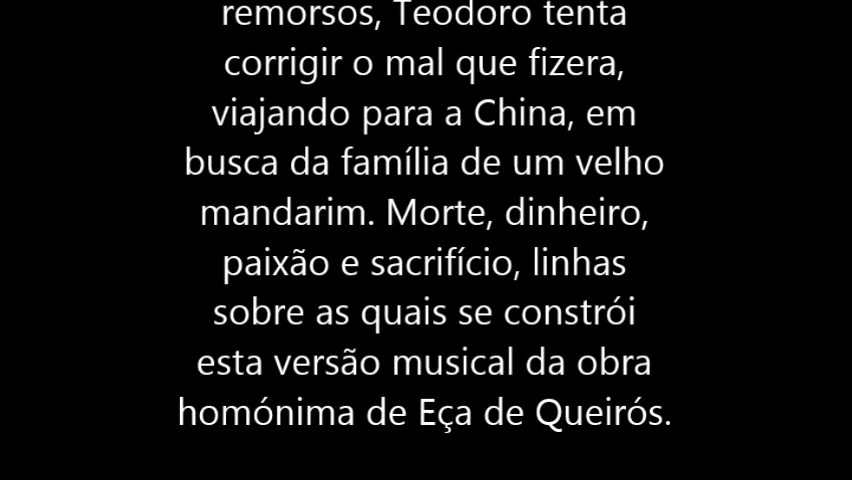 remorsos, Teodoro tenta
corrigir o mal que fizera,
viajando para a China, em
busca da família de um velho
mandarim. Morte, dinheiro,
paixão e sacrifício, linhas
sobre as quais se constrói
esta versão musical da obra
homónima de Eça de Queirós.